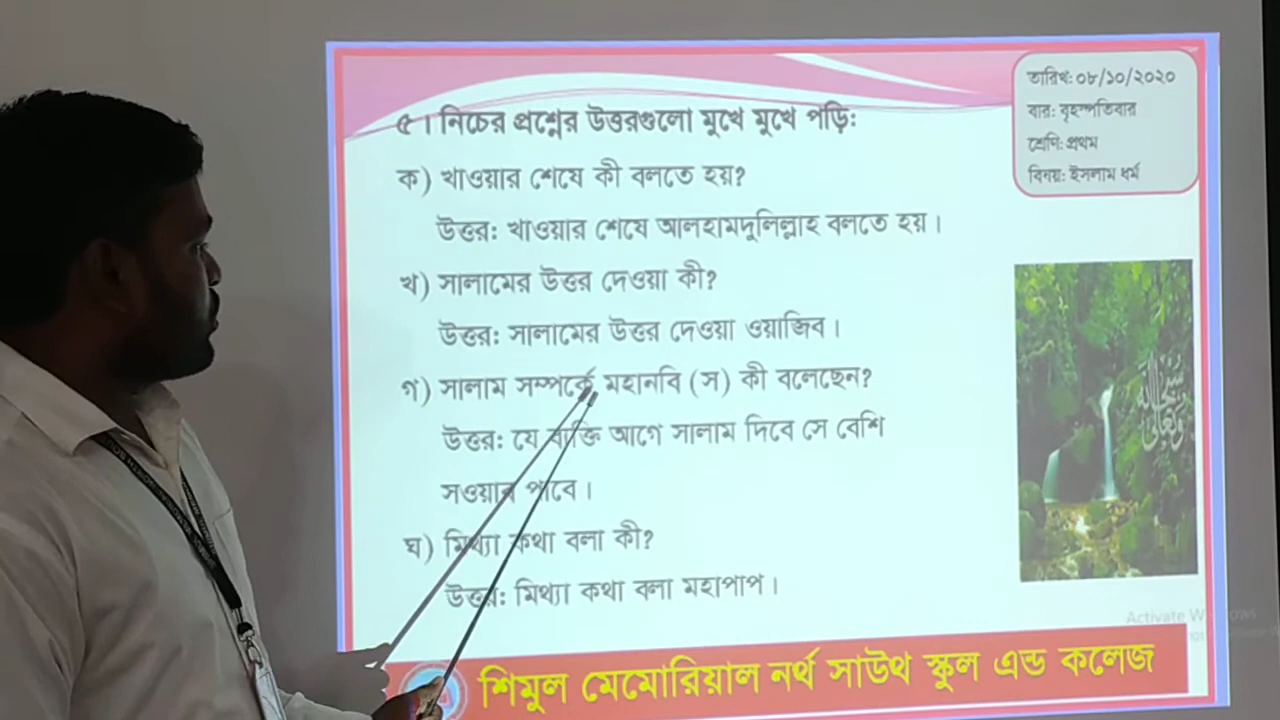 তারিখ: ০৮/১০/২০২০
বার: বৃহস্পতিবার
শ্রেণি: প্রথম
বিষয়: ইসলাম ধর্ম
৫। নিচের প্রশ্নের উত্তরগুলো মুখে মুখে পড়ি:
ক) খাওয়ার শেষে কী বলতে হয়?
উত্তর: খাওয়ার শেষে আলহামদুলিল্লাহ বলতে হয়।
খ) সালামের উত্তর দেওয়া কী?
উত্তর: সালামের উত্তর দেওয়া ওয়াজিব।
গ) সালাম সম্পর্কে মহানবি (স) কী বলেছেন?
উত্তর: যে ব্যক্তি আগে সালাম দিবে সে বেশি
সওয়ার পাবে।
ঘ) মিথ্যা কথা বলা কী?
উত্তর: মিথ্যা কথা বলা মহাপাপ।
Activate
শিমুল মেমোরিয়াল নর্থ সাউথ স্কুল এন্ড কলেজ